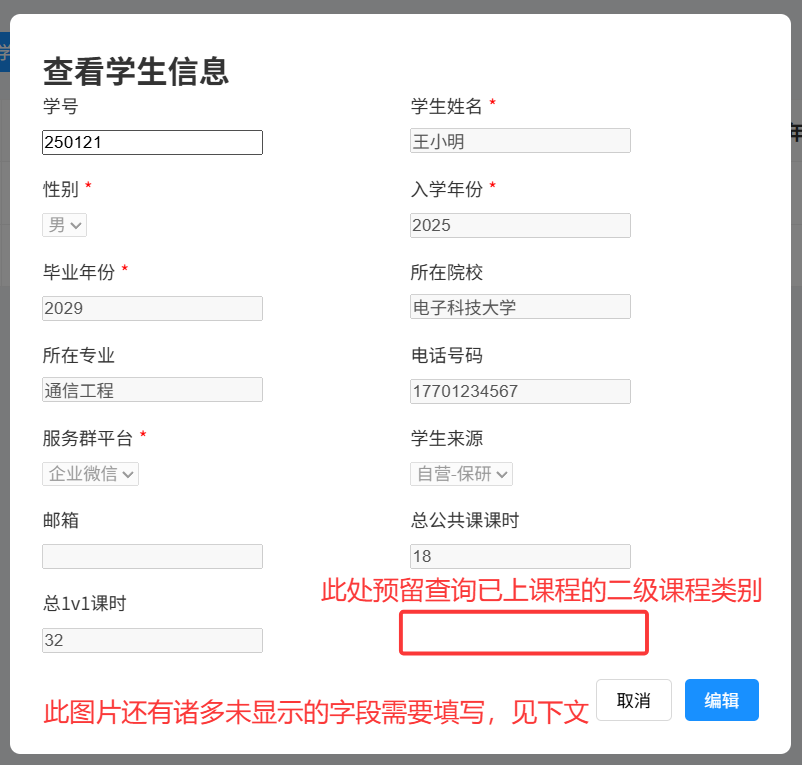 查看学生信息
学号
学生姓名 *
250121
王小明
性别 *
入学年份 *
男
2025
毕业年份 *
所在院校
2029
电子科技大学
所在专业
电话号码
通信工程
17701234567
服务群平台 *
学生来源
企业微信
自营-保研
邮箱
总公共课课时
18
此处预留查询已上课程的二级课程类别
总1v1课时
32
此图片还有诸多未显示的字段需要填写，见下文
取消
编辑
学
年